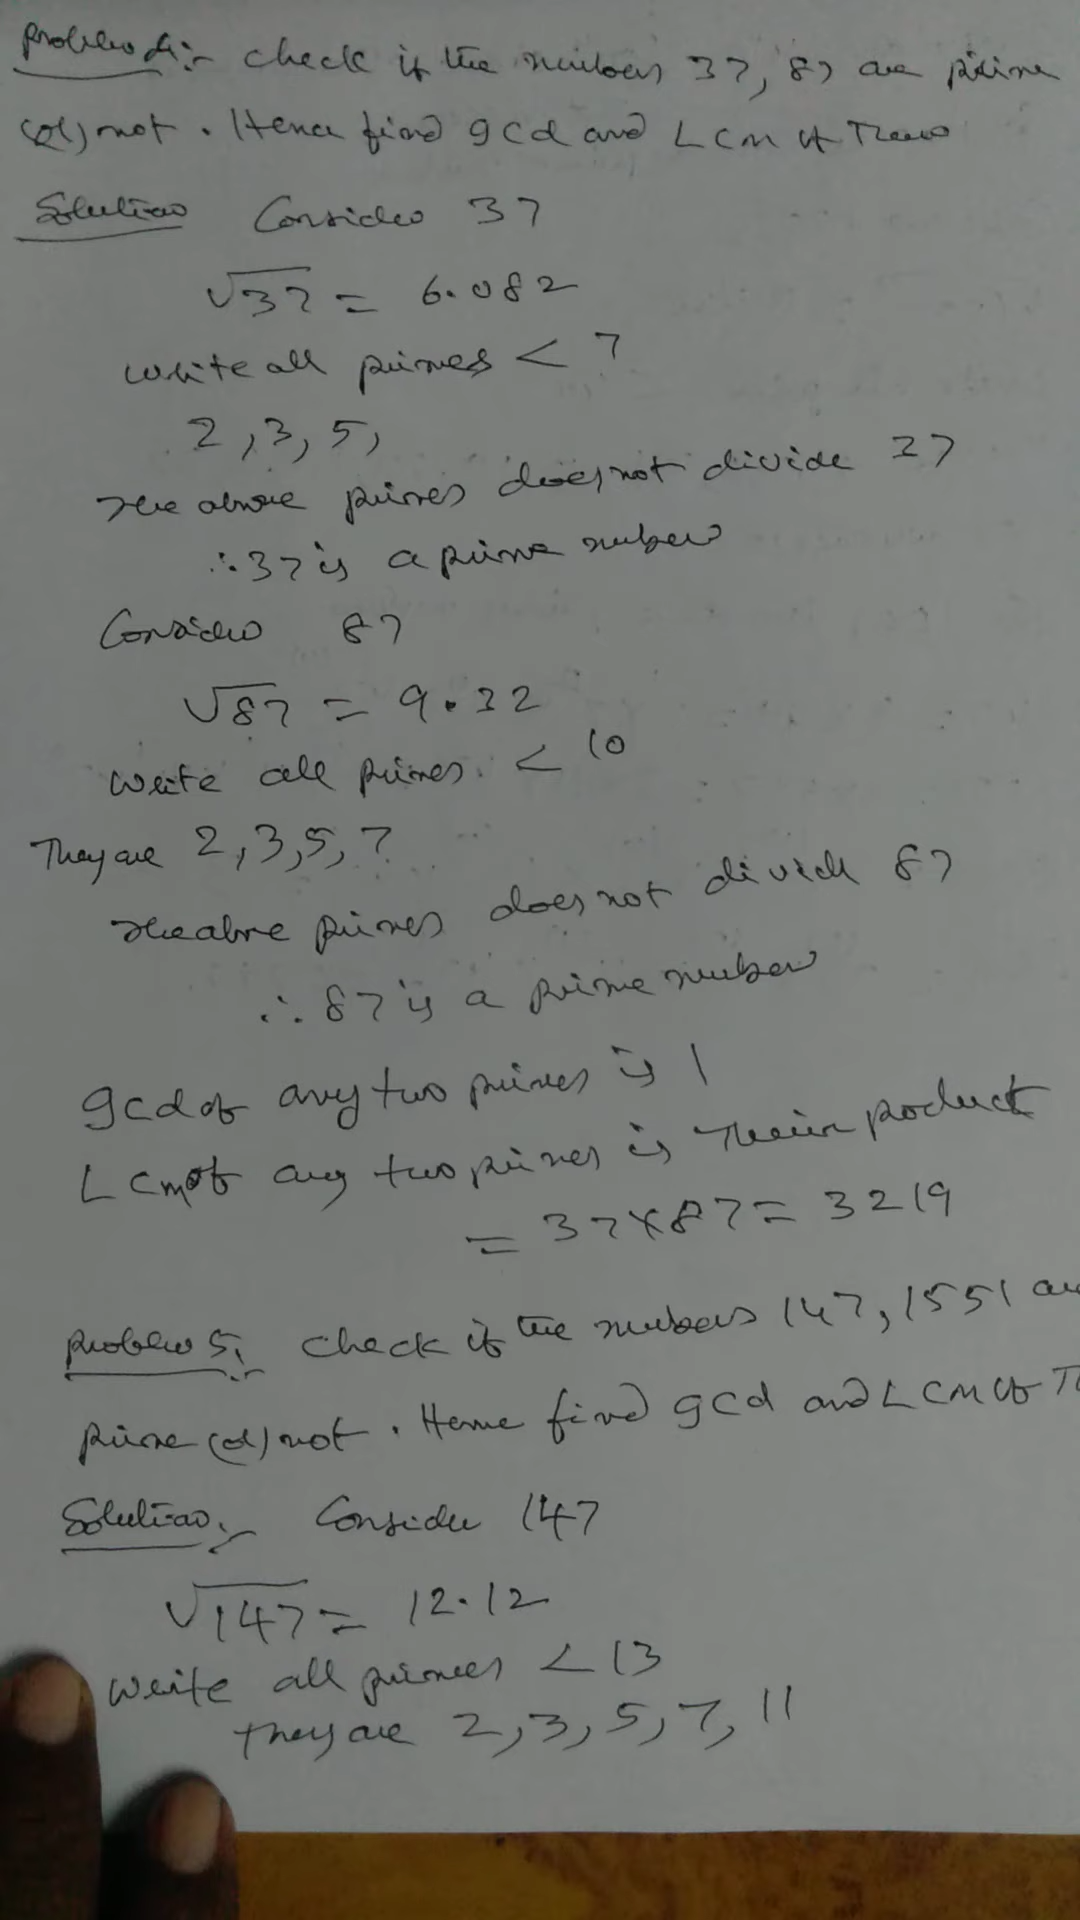 Problem 4:- check if the numbers 37, 87 are prime
(or) not. Hence find gcd and LCM of Them
Solution Consider 37
√37 = 6.082
write all primes < 7
2, 3, 5,
The above primes does not divide 37
∴ 37 is a prime number
Consider 87
√87 = 9.32
Write all primes. < 10
They are 2, 3, 5, 7
The above primes does not divide 87
∴ 87 is a prime number
gcd of any two primes is 1
LCM of any two primes is Their product
= 37 x 87 = 3219
Problem 5:- check if the numbers 147, 1551 are
prime (or) not. Hence find gcd and LCM of T
Solution:- Consider 147
√147 = 12.12
Write all primes < 13
They are 2, 3, 5, 7, 11